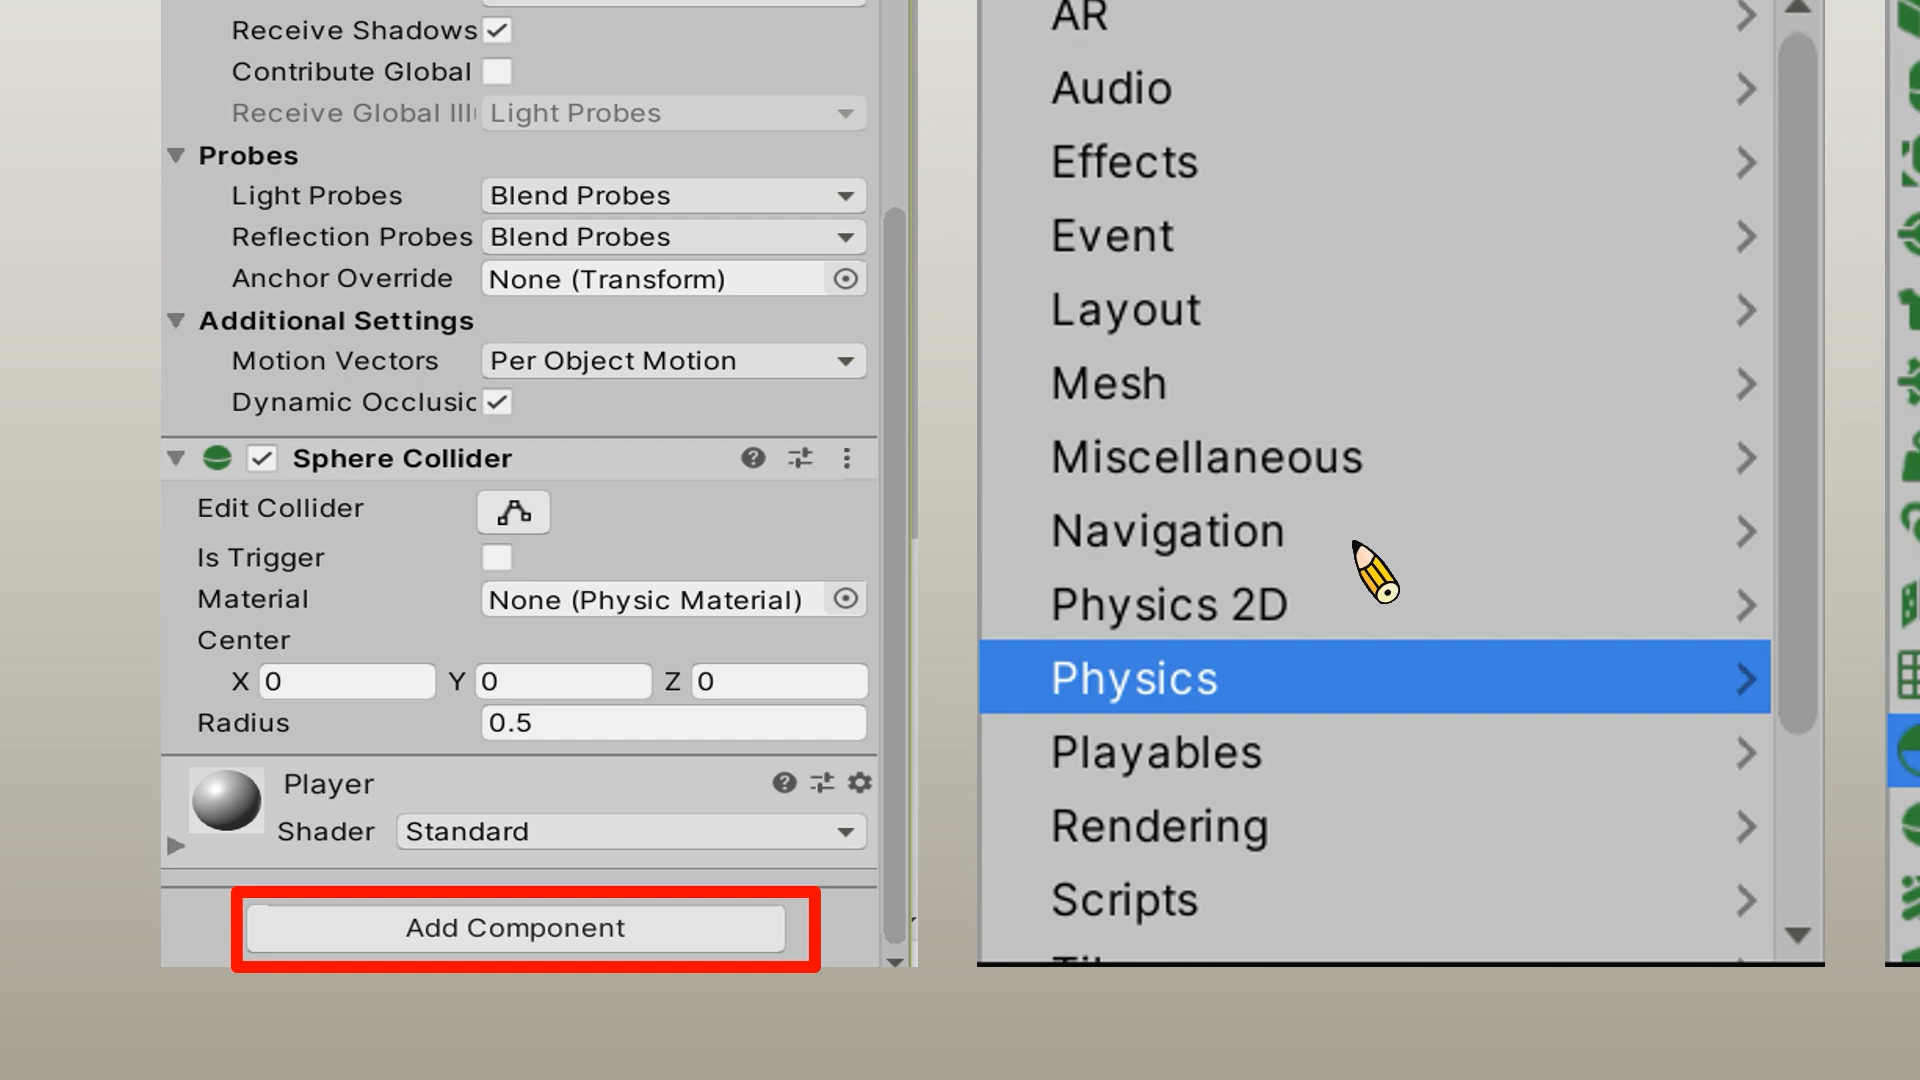 Receive Shadows
Contribute Global
Receive Global Ill
Light Probes
Probes
Light Probes
Blend Probes
Reflection Probes
Blend Probes
Anchor Override
None (Transform)
Additional Settings
Motion Vectors
Per Object Motion
Dynamic Occlusic
Sphere Collider
Edit Collider
Is Trigger
Material
None (Physic Material)
Center
X 0 Y 0 Z 0
Radius
0.5
Player
Shader
Standard
Add Component
AR
Audio
Effects
Event
Layout
Mesh
Miscellaneous
Navigation
Physics 2D
Physics
Playables
Rendering
Scripts